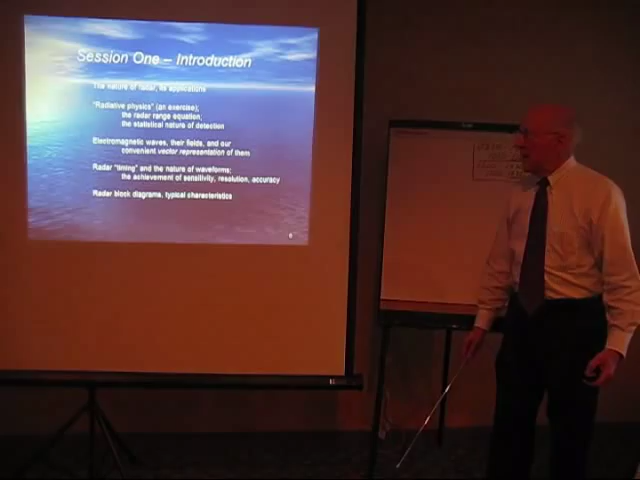 Session One – Introduction
The nature of radar, its applications
"Radiative physics" (an exercise);
the radar range equation;
the statistical nature of detection
Electromagnetic waves, their fields, and our
convenient vector representation of them
Radar "timing" and the nature of waveforms;
the achievement of sensitivity, resolution, accuracy
Radar block diagrams, typical characteristics
6